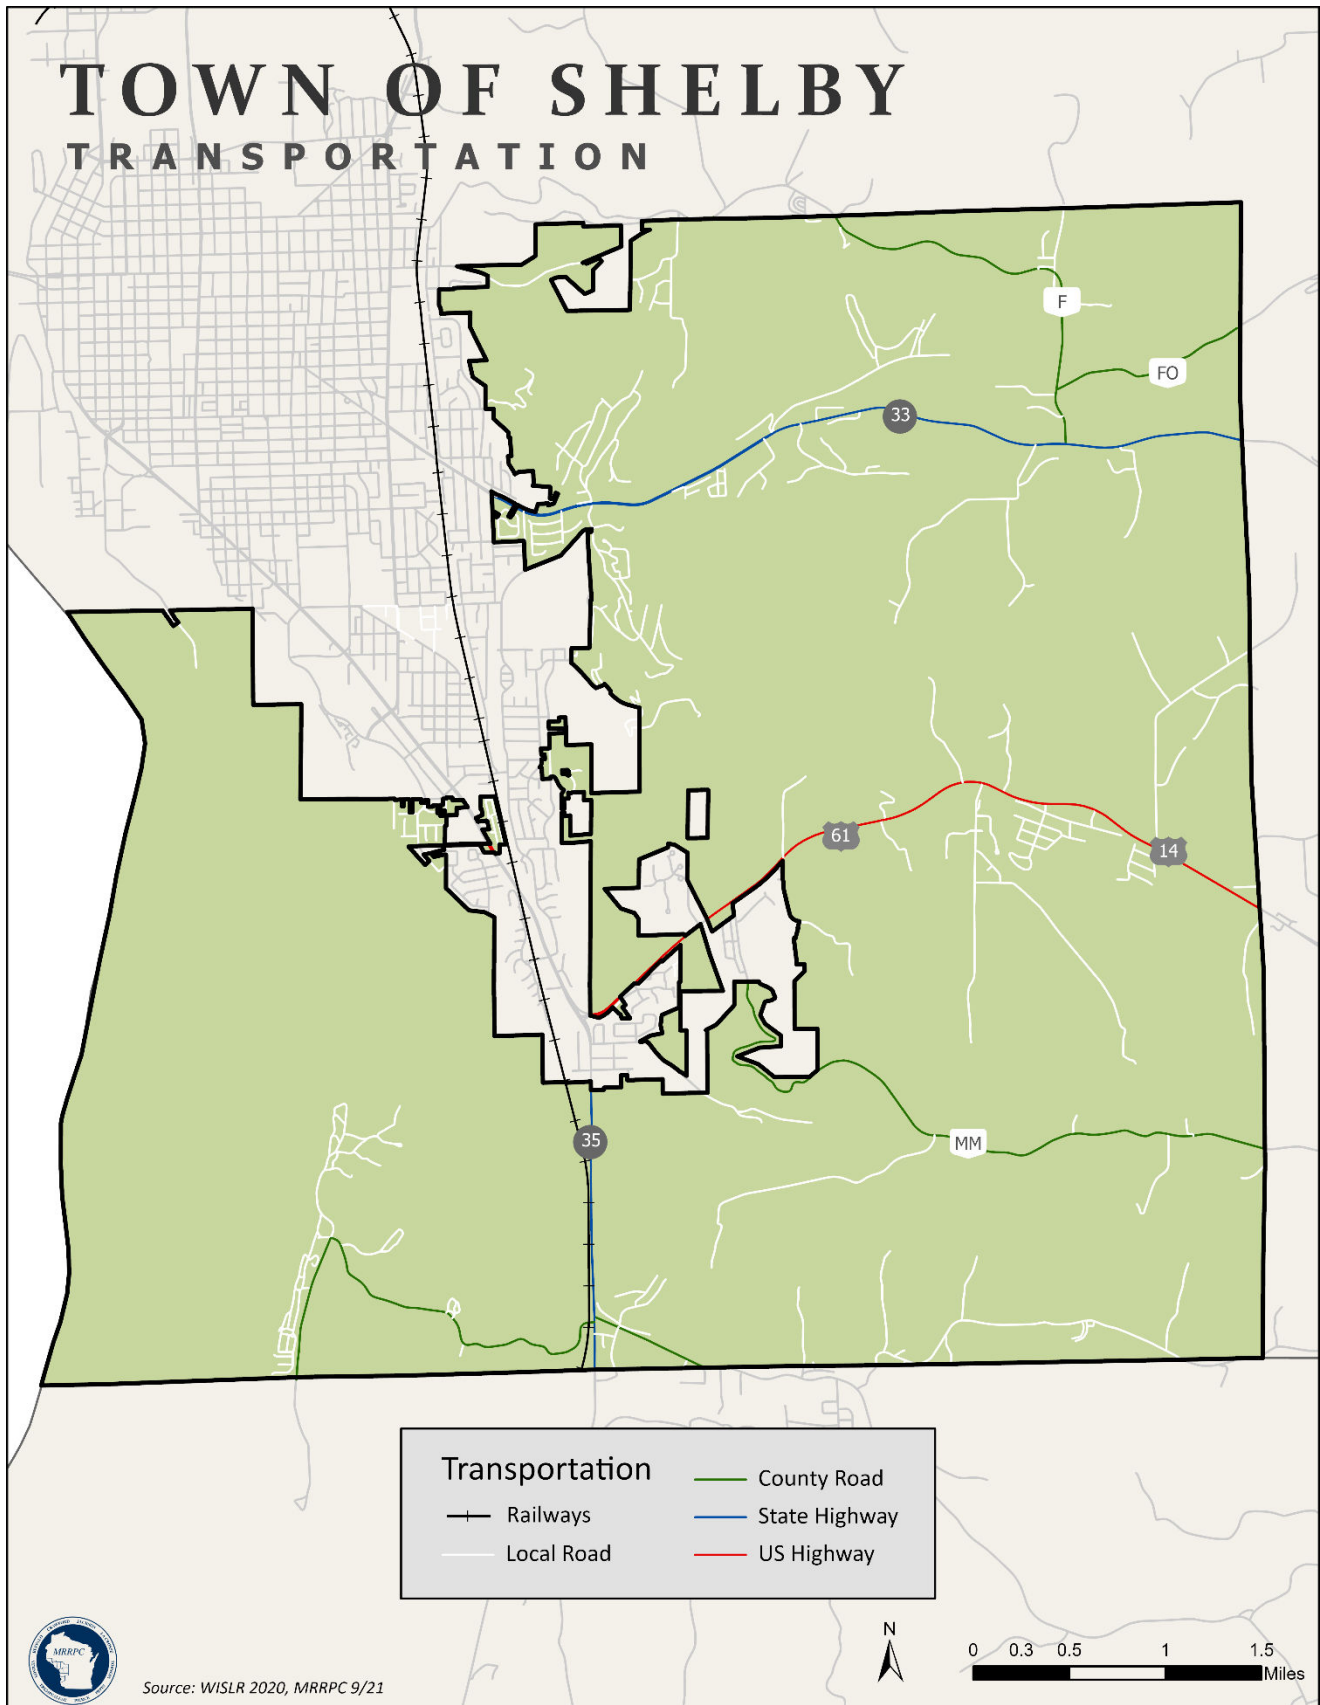 TOWN OF SHELBY
TRANSPORTATION
F
FO
33
61
14
35
MM
Transportation
Railways
Local Road
County Road
State Highway
US Highway
MRRPC
Source: WISLR 2020, MRRPC 9/21
N
0 0.3 0.5 1 1.5
Miles